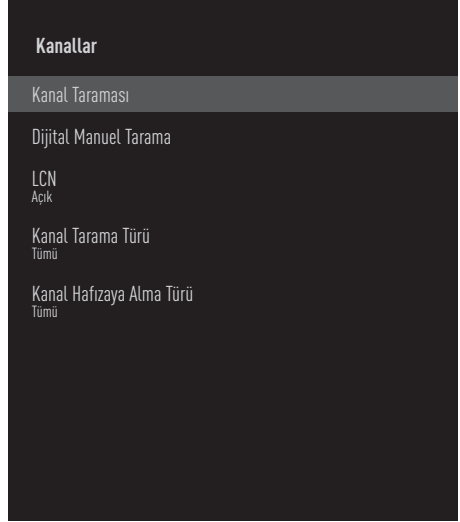 Kanallar
Kanal Taraması
Dijital Manuel Tarama
LCN
Açık
Kanal Tarama Türü
Tümü
Kanal Hafızaya Alma Türü
Tümü